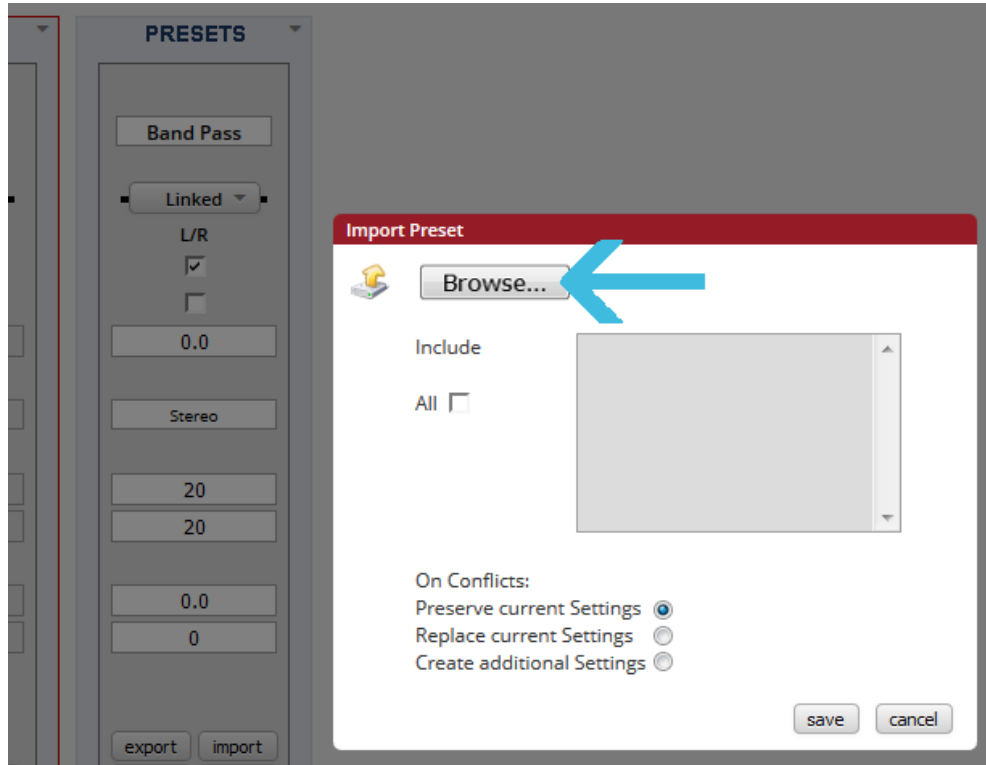 PRESETS
Band Pass
Linked
L/R
0.0
Stereo
20
20
0.0
0
export import
Import Preset
Browse...
Include
All
On Conflicts:
Preserve current Settings
Replace current Settings
Create additional Settings
save cancel